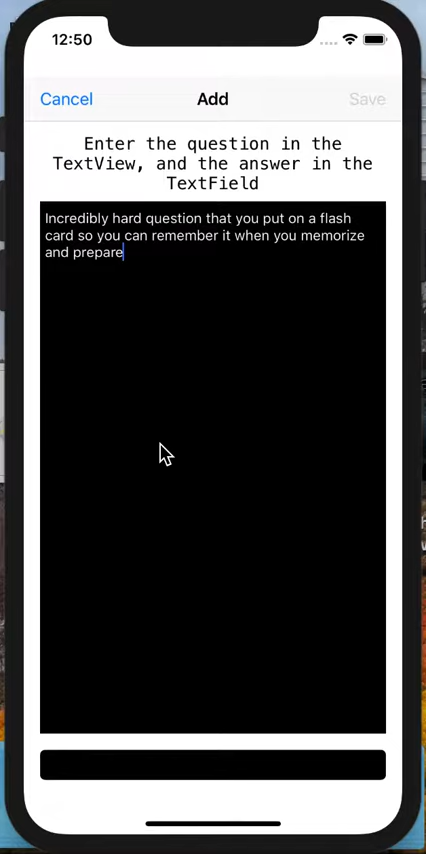 12:50
Cancel Add Save
Enter the question in the
TextView, and the answer in the
TextField
Incredibly hard question that you put on a flash
card so you can remember it when you memorize
and prepare